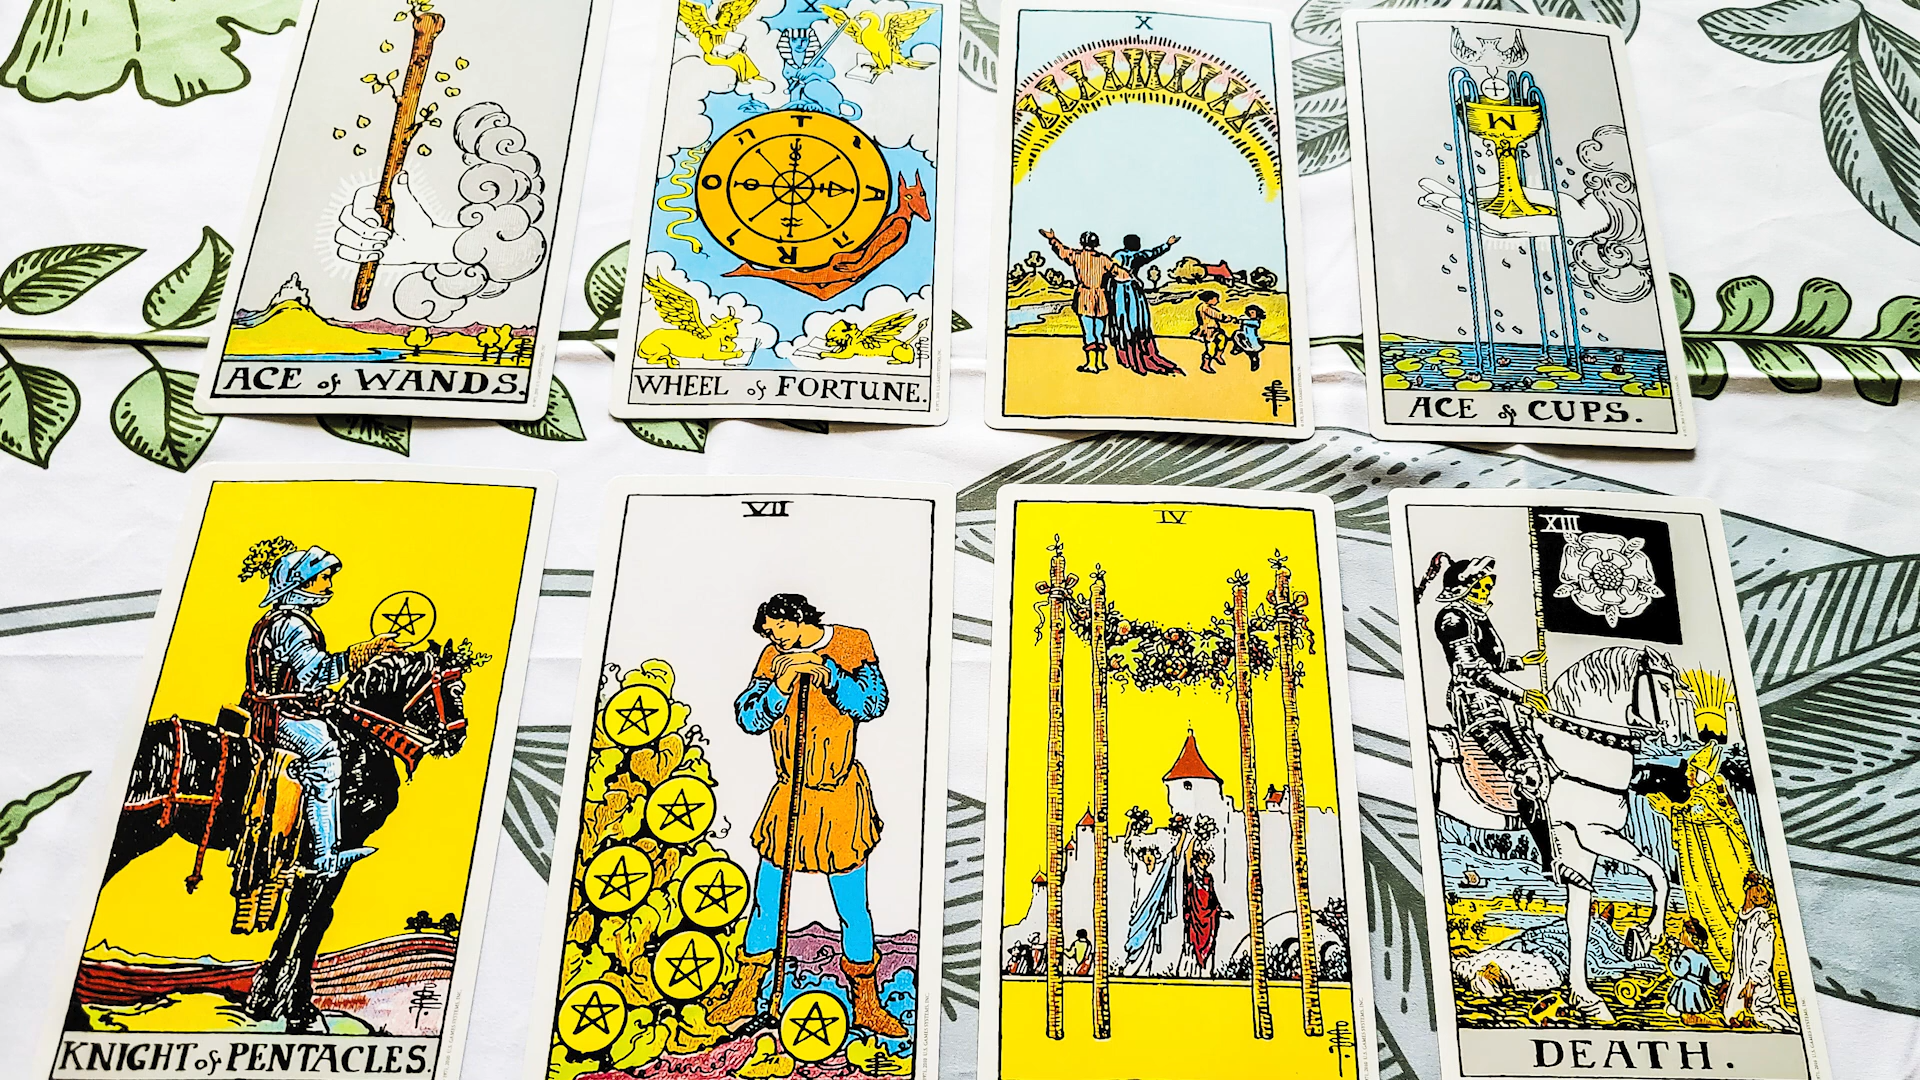 X
X
ACE of WANDS.
WHEEL of FORTUNE.
ACE of CUPS.
VII
IV
XIII
KNIGHT of PENTACLES.
DEATH.